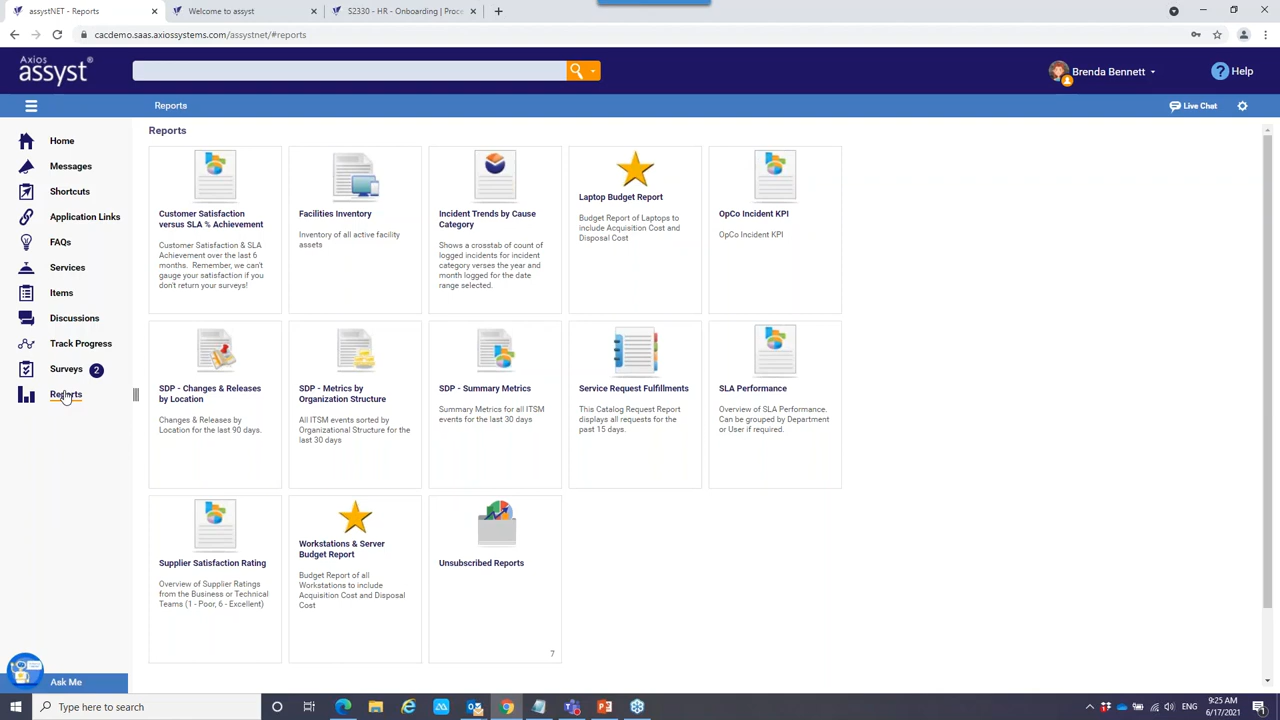 assystNET - Reports
Welcome to assyst
S2330 - HR - Onboarding | Proce
cacdemo.saas.axiossystems.com/assystnet/#reports
Axios
assyst
Brenda Bennett
Help
Reports
Live Chat
Home
Messages
Shortcuts
Application Links
FAQs
Services
Items
Discussions
Track Progress
Surveys 2
Reports
Ask Me
Reports
Customer Satisfaction
versus SLA % Achievement
Customer Satisfaction & SLA
Achievement over the last 6
months. Remember, we can't
gauge your satisfaction if you
don't return your surveys!
Facilities Inventory
Inventory of all active facility
assets
Incident Trends by Cause
Category
Shows a crosstab of count of
logged incidents for incident
category verses the year and
month logged for the date
range selected.
Laptop Budget Report
Budget Report of Laptops to
include Acquisition Cost and
Disposal Cost
OpCo Incident KPI
OpCo Incident KPI
SDP - Changes & Releases
by Location
Changes & Releases by
Location for the last 90 days.
SDP - Metrics by
Organization Structure
All ITSM events sorted by
Organizational Structure for the
last 30 days
SDP - Summary Metrics
Summary Metrics for all ITSM
events for the last 30 days
Service Request Fulfillments
This Catalog Request Report
displays all requests for the
past 15 days.
SLA Performance
Overview of SLA Performance.
Can be grouped by Department
or User if required.
Supplier Satisfaction Rating
Overview of Supplier Ratings
from the Business or Technical
Teams (1 - Poor, 6 - Excellent)
Workstations & Server
Budget Report
Budget Report of all
Workstations to include
Acquisition Cost and Disposal
Cost
Unsubscribed Reports
7
Type here to search
ENG
9:25 AM
6/17/2021